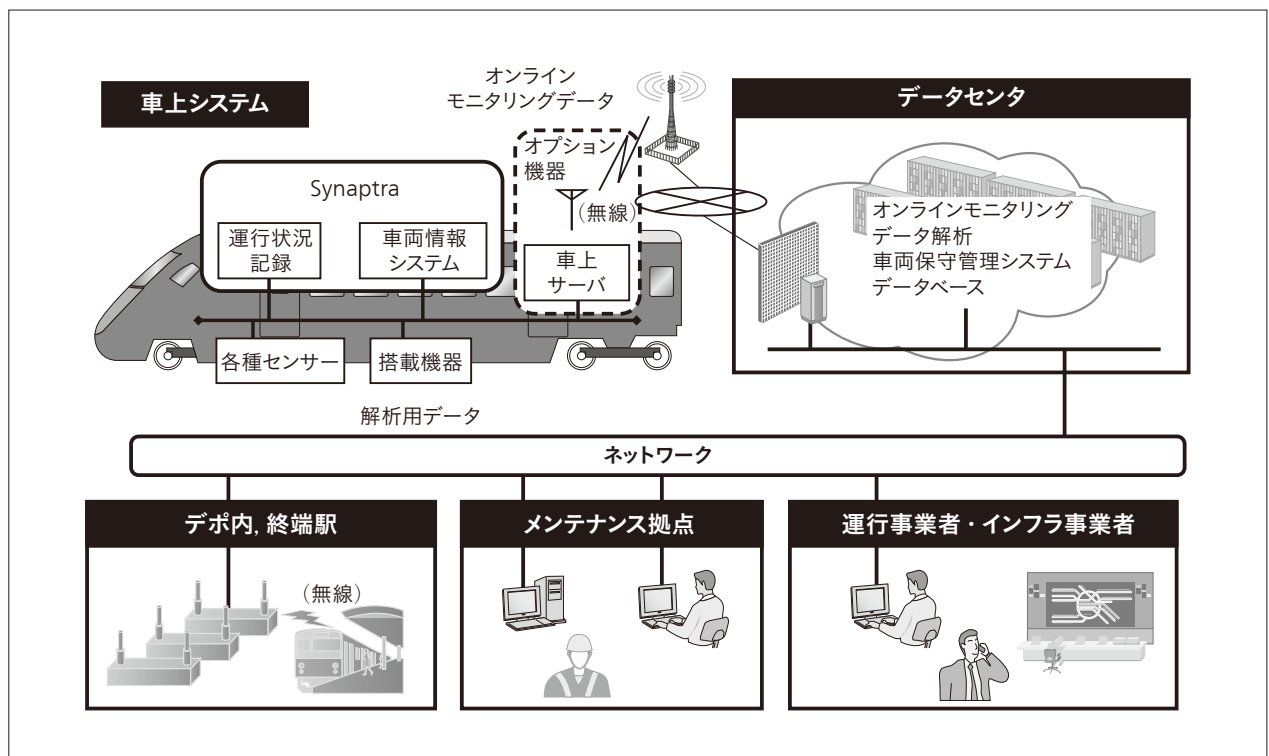 車上システム
オンライン
モニタリングデータ
データセンタ
オプション
機器
Synaptra
(無線)
運行状況
記録
車両情報
システム
車上
サーバ
オンラインモニタリング
データ解析
車両保守管理システム
データベース
各種センサー
搭載機器
解析用データ
ネットワーク
デポ内, 終端駅
メンテナンス拠点
運行事業者・インフラ事業者
(無線)